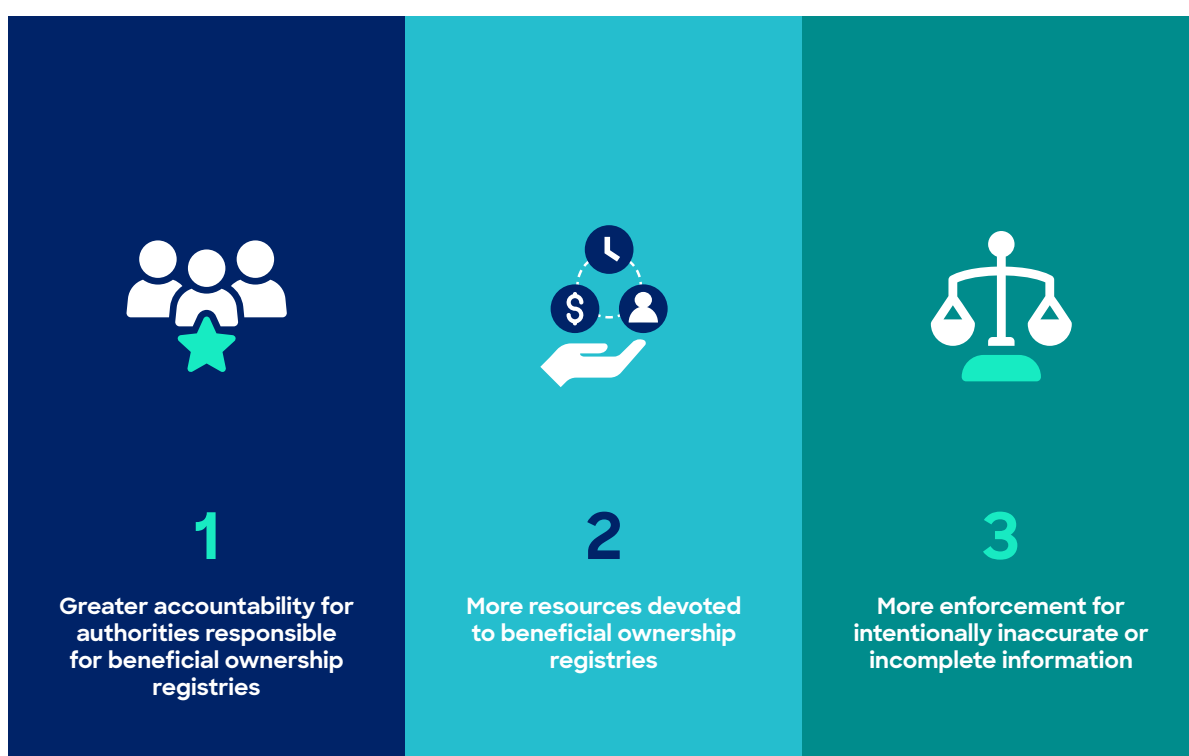 1
Greater accountability for
authorities responsible
for beneficial ownership
registries
2
More resources devoted
to beneficial ownership
registries
3
More enforcement for
intentionally inaccurate or
incomplete information